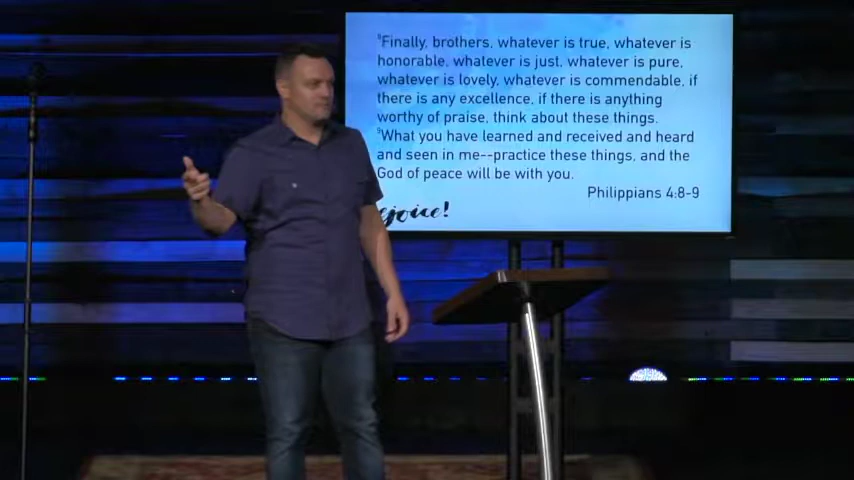 ⁸Finally, brothers, whatever is true, whatever is
honorable, whatever is just, whatever is pure,
whatever is lovely, whatever is commendable, if
there is any excellence, if there is anything
worthy of praise, think about these things.
⁹What you have learned and received and heard
and seen in me--practice these things, and the
God of peace will be with you.
Philippians 4:8-9
ejoice!